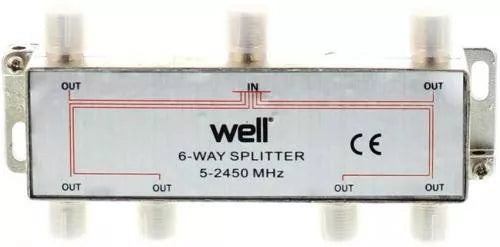 OUT IN OUT
well®
6-WAY SPLITTER
5-2450 MHz
CE
OUT OUT OUT OUT